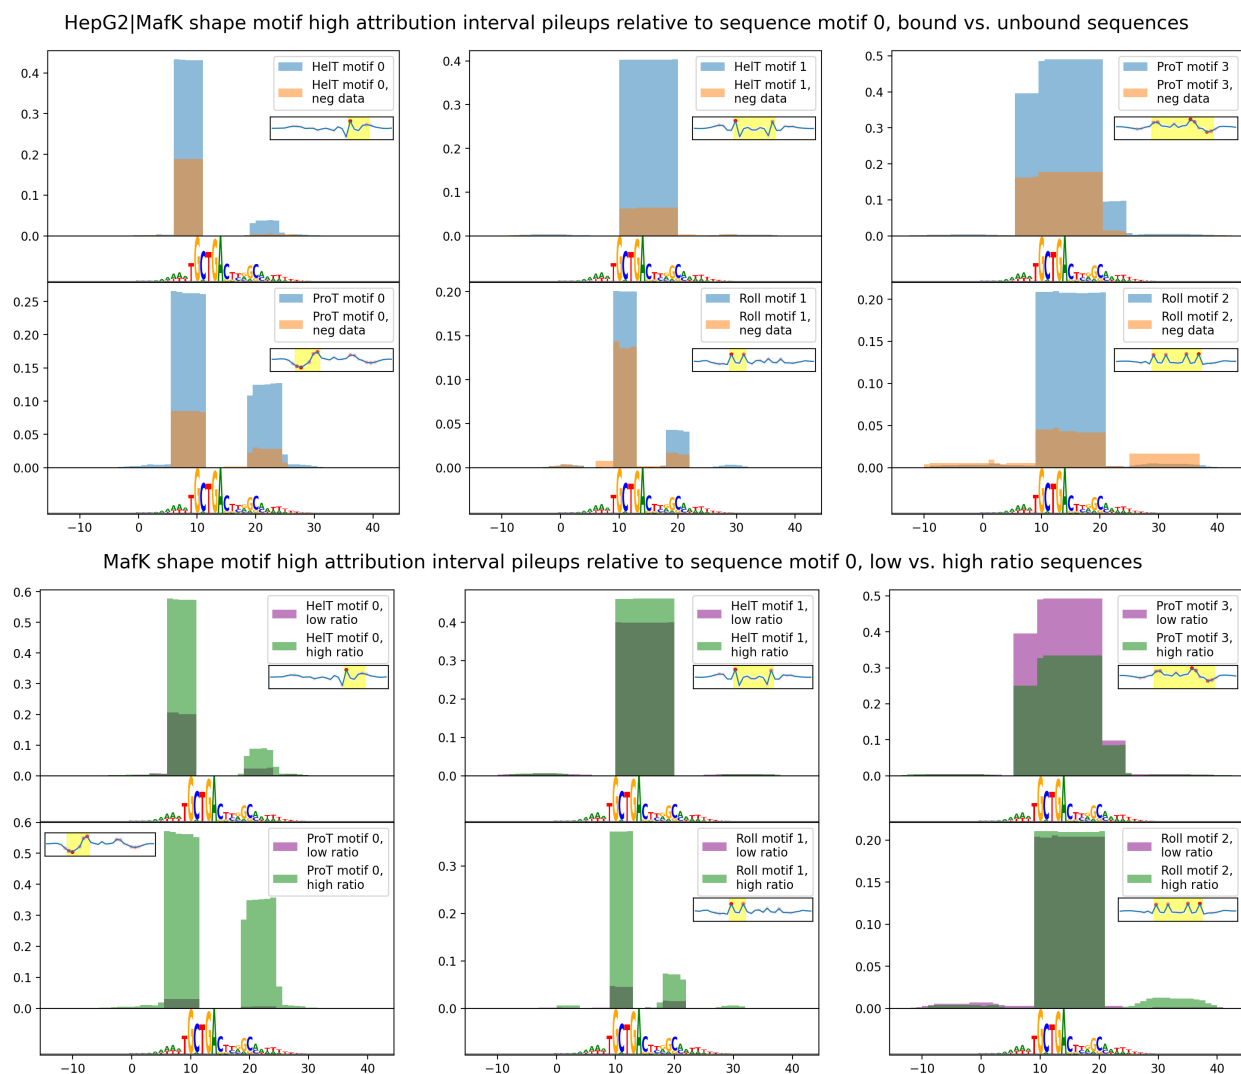 HepG2|MafK shape motif high attribution interval pileups relative to sequence motif 0, bound vs. unbound sequences
0.4
0.3
0.2
0.1
0.0
HelT motif 0
HelT motif 0,
neg data
TGCTGACTCAGCA
0.4
0.3
0.2
0.1
0.0
HelT motif 1
HelT motif 1,
neg data
0.5
0.4
0.3
0.2
0.1
0.0
ProT motif 3
ProT motif 3,
neg data
0.25
0.20
0.15
0.10
0.05
0.00
ProT motif 0
ProT motif 0,
neg data
−10 0 10 20 30 40
0.20
0.15
0.10
0.05
0.00
Roll motif 1
Roll motif 1,
neg data
−10 0 10 20 30 40
0.20
0.15
0.10
0.05
0.00
Roll motif 2
Roll motif 2,
neg data
−10 0 10 20 30 40
MafK shape motif high attribution interval pileups relative to sequence motif 0, low vs. high ratio sequences
0.6
0.5
0.4
0.3
0.2
0.1
0.0
HelT motif 0,
low ratio
HelT motif 0,
high ratio
0.4
0.3
0.2
0.1
0.0
HelT motif 1,
low ratio
HelT motif 1,
high ratio
0.5
0.4
0.3
0.2
0.1
0.0
ProT motif 3,
low ratio
ProT motif 3,
high ratio
0.6
0.5
0.4
0.3
0.2
0.1
0.0
ProT motif 0,
low ratio
ProT motif 0,
high ratio
−10 0 10 20 30 40
0.3
0.2
0.1
0.0
Roll motif 1,
low ratio
Roll motif 1,
high ratio
−10 0 10 20 30 40
0.20
0.15
0.10
0.05
0.00
Roll motif 2,
low ratio
Roll motif 2,
high ratio
−10 0 10 20 30 40